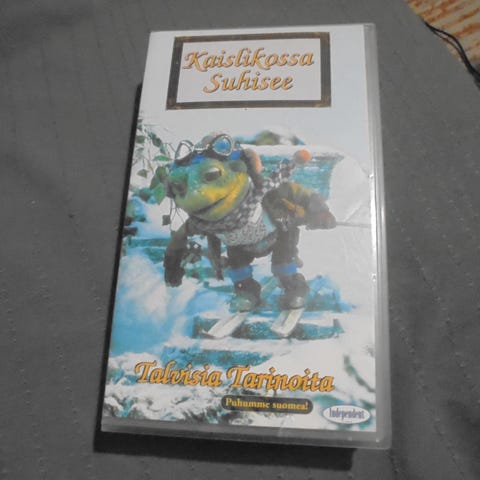 Kaislikossa
Suhisee
Talvisia Tarinoita
Puhumme suomea!
Independent